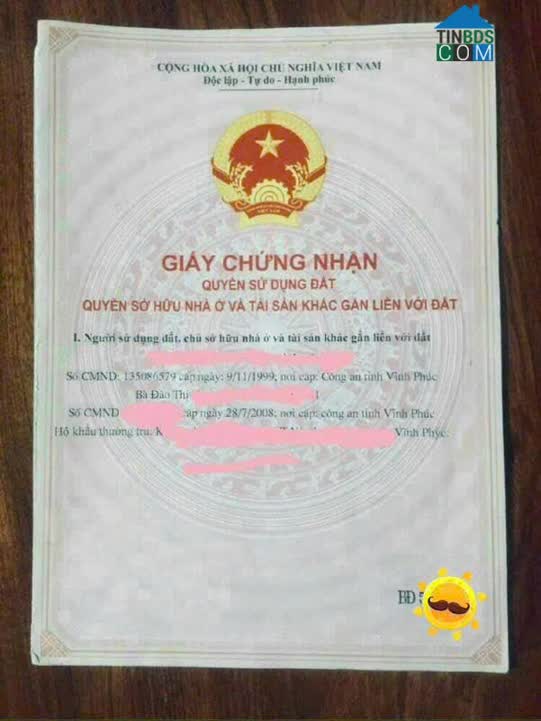 TINBDS
COM
CỘNG HÒA XÃ HỘI CHỦ NGHĨA VIỆT NAM
Độc lập - Tự do - Hạnh phúc
VIỆT NAM
GIẤY CHỨNG NHẬN
QUYỀN SỬ DỤNG ĐẤT
QUYỀN SỞ HỮU NHÀ Ở VÀ TÀI SẢN KHÁC GẮN LIỀN VỚI ĐẤT
I. Người sử dụng đất, chủ sở hữu nhà ở và tài sản khác gắn liền với đất
Số CMND: 135086579 cấp ngày: 9/11/1999; nơi cấp: Công an tỉnh Vĩnh Phúc
Bà Đào Thị
Số CMND cấp ngày 28/7/2008; nơi cấp: công an tỉnh Vĩnh Phúc
Hộ khẩu thường trú: Vĩnh Phúc.
BĐ 5